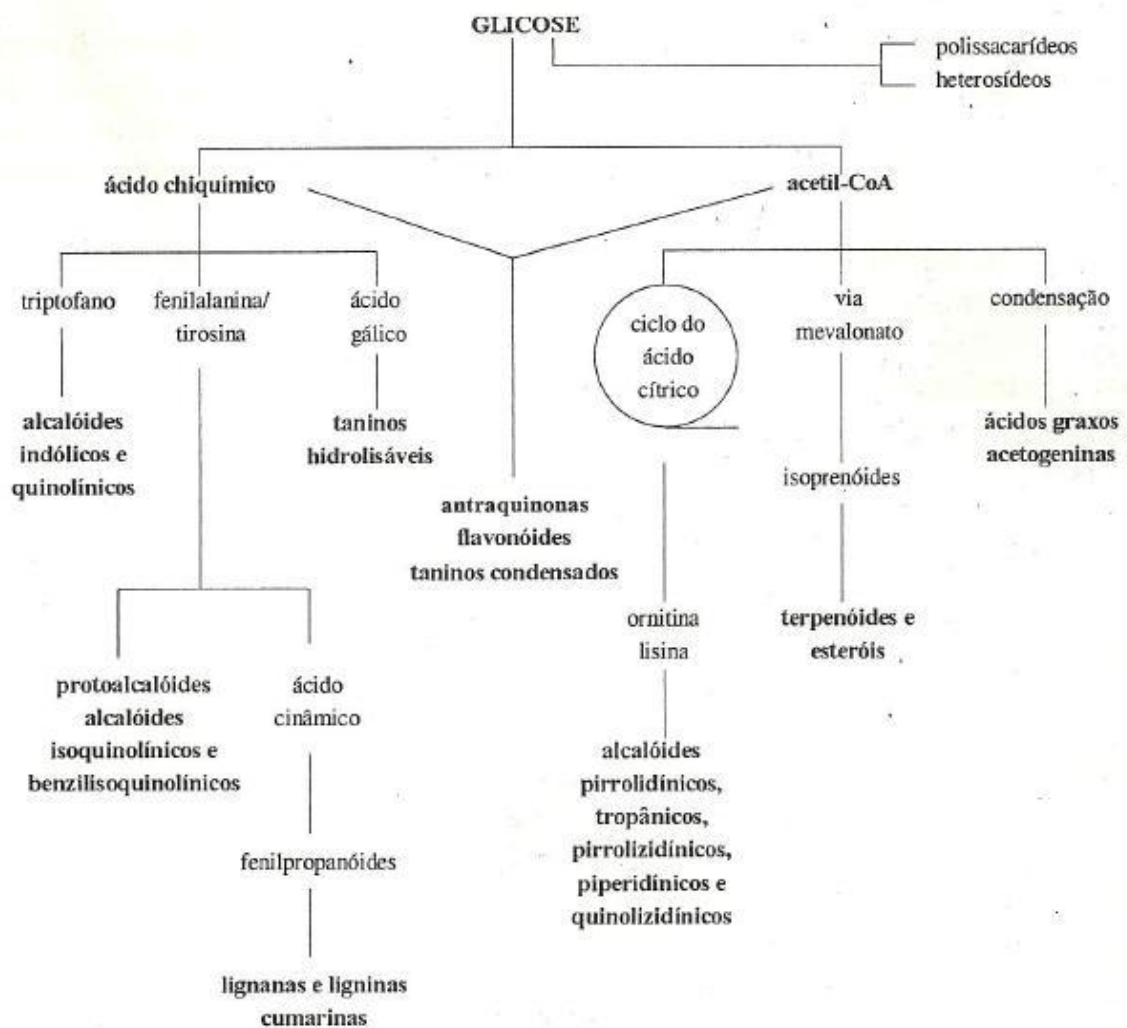 GLICOSE
polissacarídeos
heterosídeos
ácido chiquímico
acetil-CoA
triptofano
fenilalanina/
tirosina
ácido
gálico
ciclo do
ácido
cítrico
via
mevalonato
condensação
alcalóides
indólicos e
quinolínicos
taninos
hidrolisáveis
antraquinonas
flavonóides
taninos condensados
isoprenóides
ácidos graxos
acetogeninas
ornitina
lisina
terpenóides e
esteróis
protoalcalóides
alcalóides
isoquinolínicos e
benzilisoquinolínicos
ácido
cinâmico
alcalóides
pirrolidínicos,
tropânicos,
pirrolizidínicos,
piperidínicos e
quinolizidínicos
fenilpropanóides
lignanas e ligninas
cumarinas